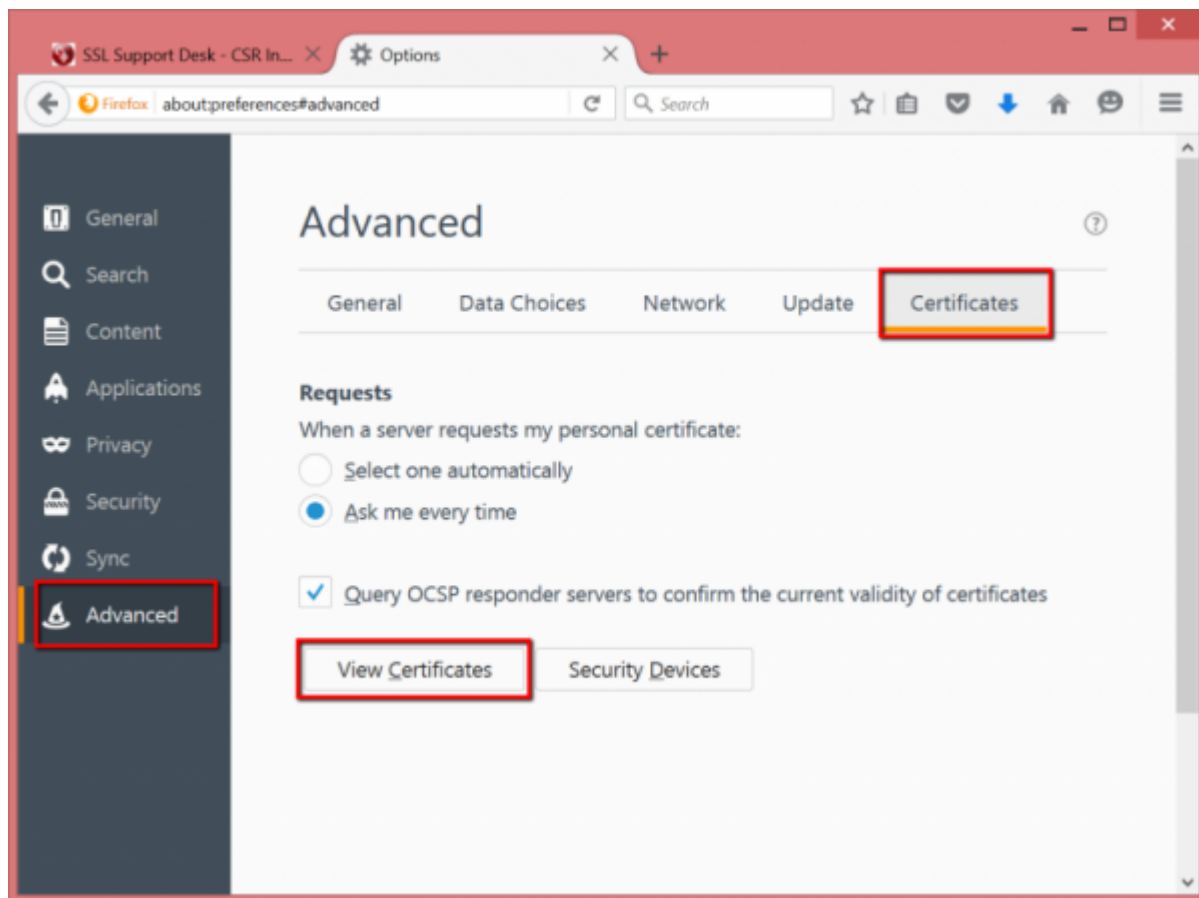 SSL Support Desk - CSR In...
Options
Firefox about:preferences#advanced
Search
General
Search
Content
Applications
Privacy
Security
Sync
Advanced
Advanced
General Data Choices Network Update Certificates
Requests
When a server requests my personal certificate:
Select one automatically
Ask me every time
Query OCSP responder servers to confirm the current validity of certificates
View Certificates Security Devices